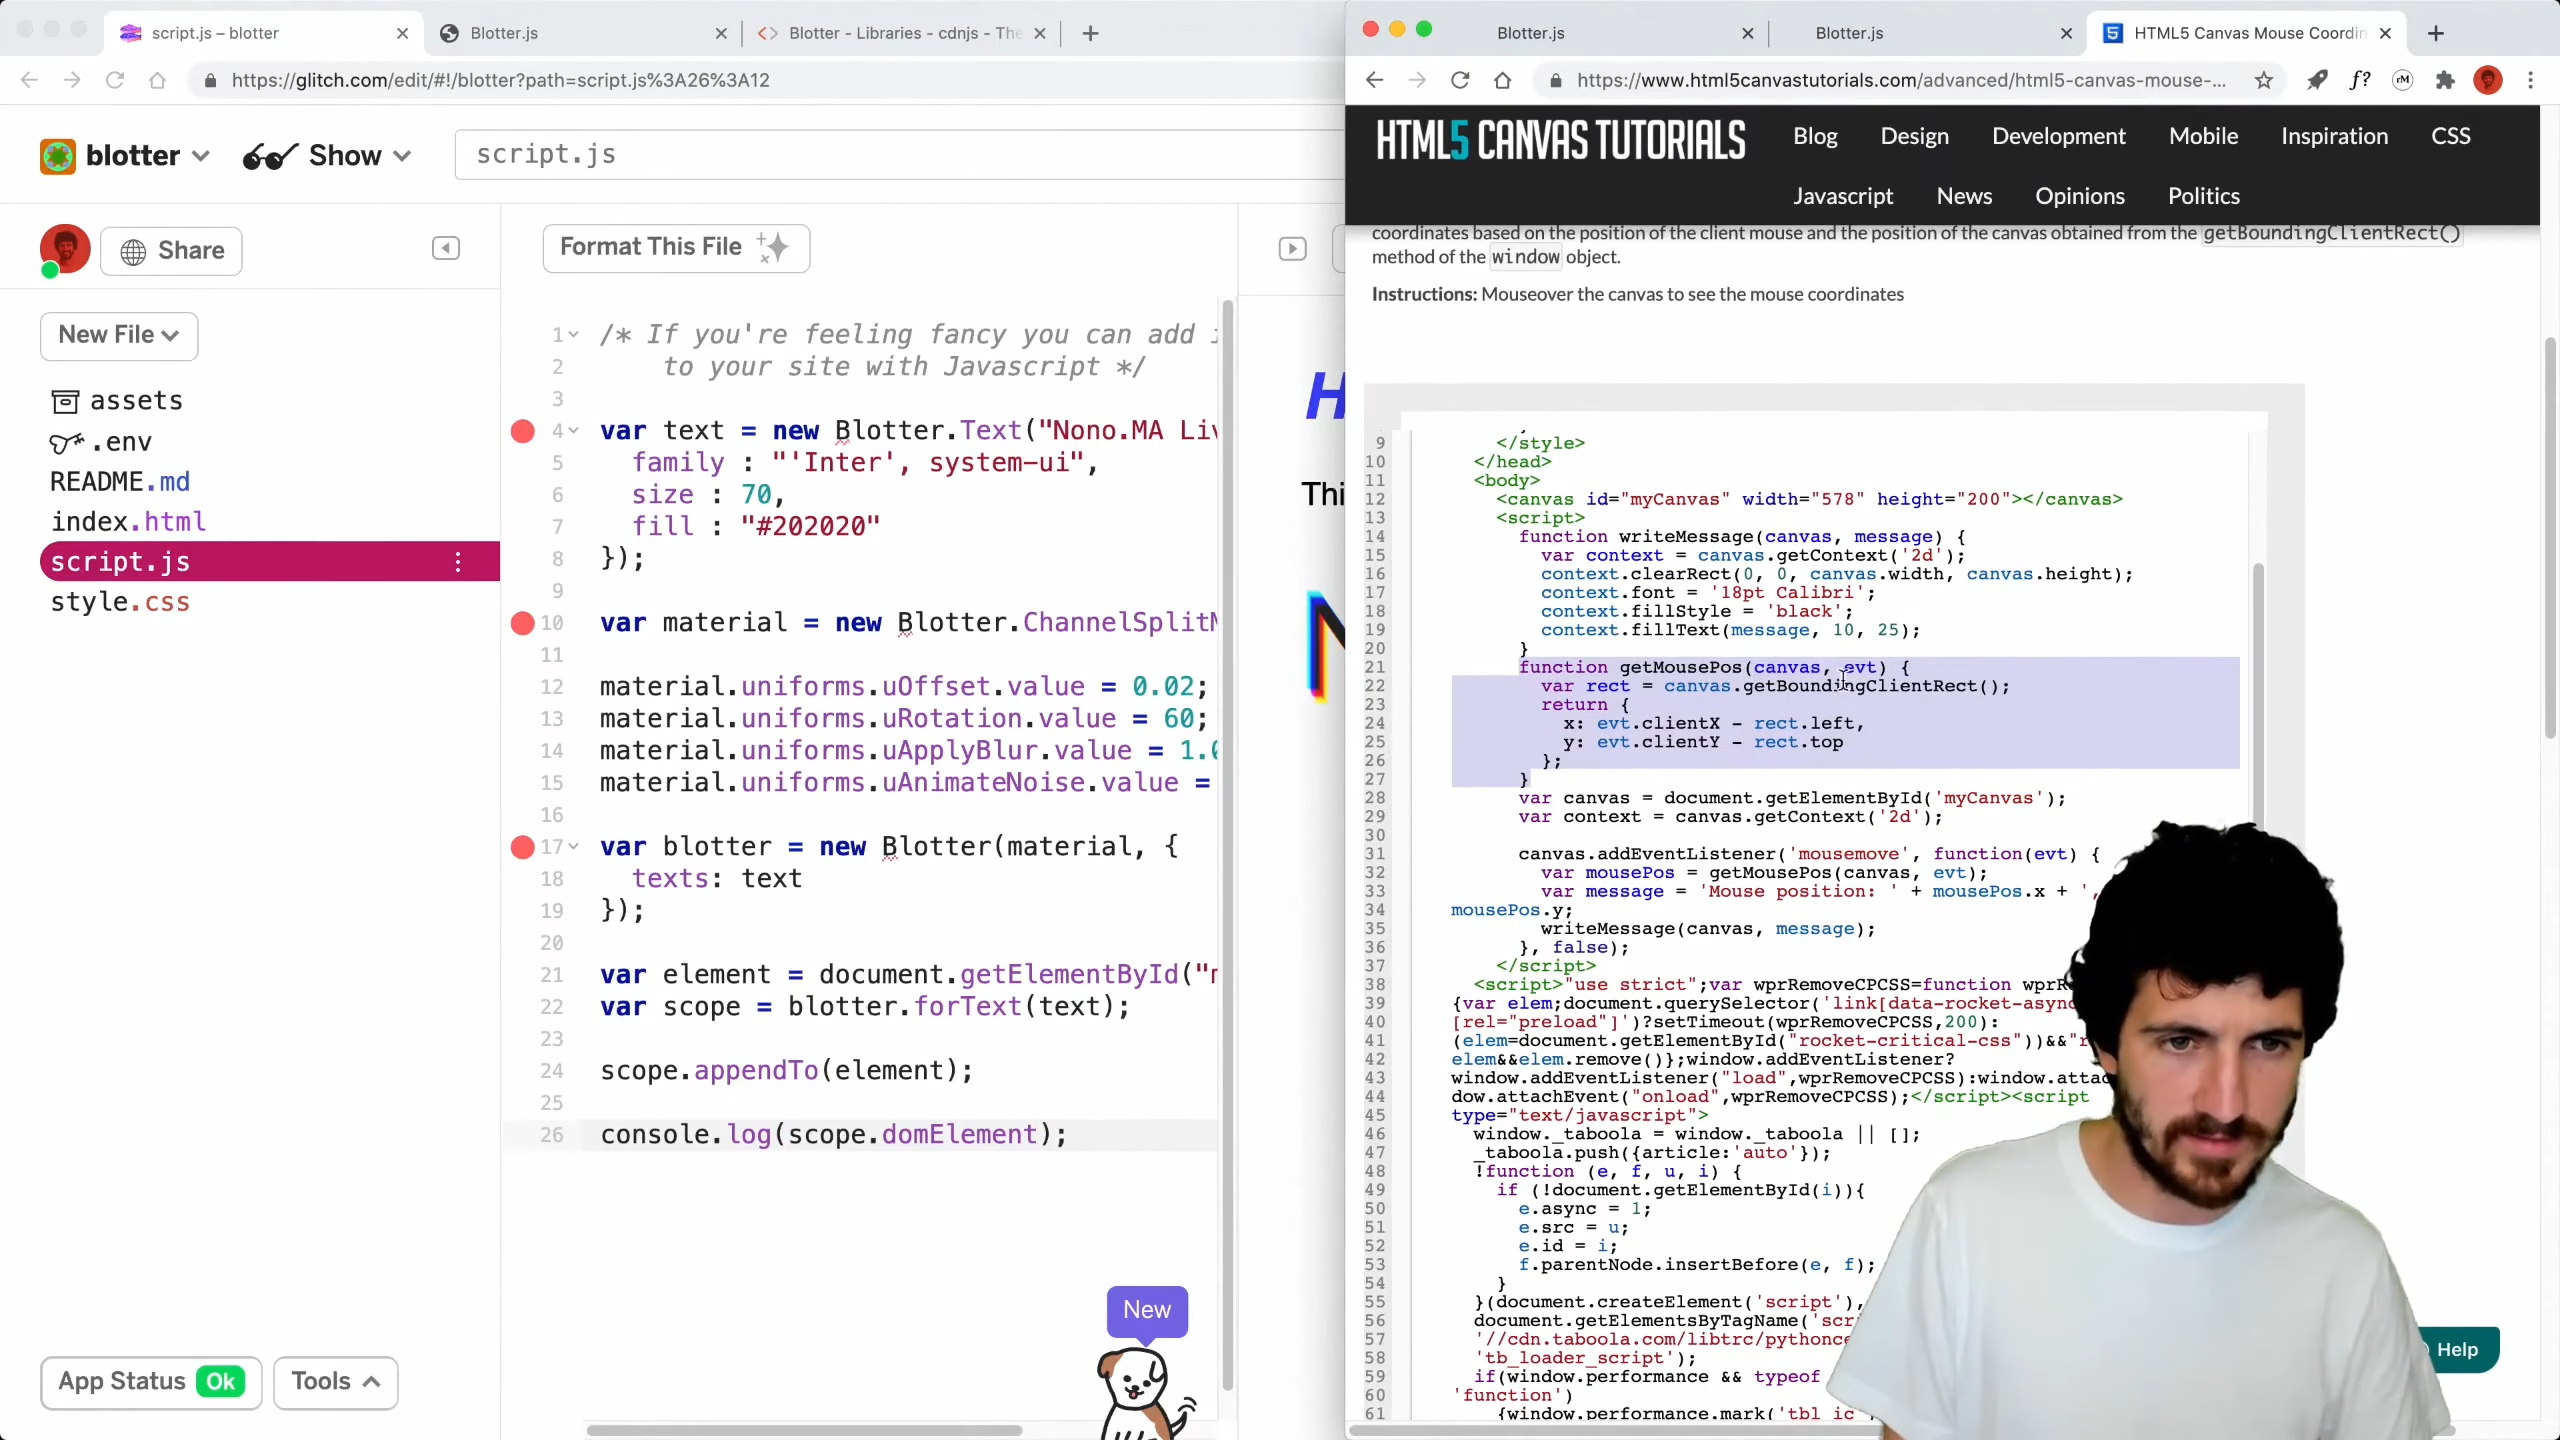 script.js – blotter
Blotter.js
Blotter - Libraries - cdnjs - The
https://glitch.com/edit/#!/blotter?path=script.js%3A26%3A12
blotter
Show
script.js
Share
New File
assets
.env
README.md
index.html
script.js
style.css
App Status Ok
Tools
Format This File
1 /* If you're feeling fancy you can add i
2 to your site with Javascript */
3
4 var text = new Blotter.Text("Nono.MA Liv
5 family : "'Inter', system-ui",
6 size : 70,
7 fill : "#202020"
8 });
9
10 var material = new Blotter.ChannelSplitM
11
12 material.uniforms.uOffset.value = 0.02;
13 material.uniforms.uRotation.value = 60;
14 material.uniforms.uApplyBlur.value = 1.0
15 material.uniforms.uAnimateNoise.value =
16
17 var blotter = new Blotter(material, {
18 texts: text
19 });
20
21 var element = document.getElementById("n
22 var scope = blotter.forText(text);
23
24 scope.appendTo(element);
25
26 console.log(scope.domElement);
New
H
Thi
N
Blotter.js
Blotter.js
HTML5 Canvas Mouse Coordin
https://www.html5canvastutorials.com/advanced/html5-canvas-mouse-...
f?
rM
HTML5 CANVAS TUTORIALS
Blog Design Development Mobile Inspiration CSS
Javascript News Opinions Politics
coordinates based on the position of the client mouse and the position of the canvas obtained from the getBoundingClientRect()
method of the window object.
Instructions: Mouseover the canvas to see the mouse coordinates
9 </style>
10 </head>
11 <body>
12 <canvas id="myCanvas" width="578" height="200"></canvas>
13 <script>
14 function writeMessage(canvas, message) {
15 var context = canvas.getContext('2d');
16 context.clearRect(0, 0, canvas.width, canvas.height);
17 context.font = '18pt Calibri';
18 context.fillStyle = 'black';
19 context.fillText(message, 10, 25);
20 }
21 function getMousePos(canvas, evt) {
22 var rect = canvas.getBoundingClientRect();
23 return {
24 x: evt.clientX - rect.left,
25 y: evt.clientY - rect.top
26 };
27 }
28 var canvas = document.getElementById('myCanvas');
29 var context = canvas.getContext('2d');
30
31 canvas.addEventListener('mousemove', function(evt) {
32 var mousePos = getMousePos(canvas, evt);
33 var message = 'Mouse position: ' + mousePos.x + ',
34 mousePos.y;
35 writeMessage(canvas, message);
36 }, false);
37 </script>
38 <script>"use strict";var wprRemoveCPCSS=function wprR
39 {var elem;document.querySelector('link[data-rocket-async
40 [rel="preload"]')?setTimeout(wprRemoveCPCSS,200):
41 (elem=document.getElementById("rocket-critical-css"))&&"r
42 elem&&elem.remove()};window.addEventListener?
43 window.addEventListener("load",wprRemoveCPCSS):window.attac
44 dow.attachEvent("onload",wprRemoveCPCSS);</script><script
45 type="text/javascript">
46 window._taboola = window._taboola || [];
47 _taboola.push({article:'auto'});
48 !function (e, f, u, i) {
49 if (!document.getElementById(i)){
50 e.async = 1;
51 e.src = u;
52 e.id = i;
53 f.parentNode.insertBefore(e, f);
54 }
55 }(document.createElement('script'),
56 document.getElementsByTagName('scr
57 '//cdn.taboola.com/libtrc/pythonce
58 'tb_loader_script');
59 if(window.performance && typeof
60 'function')
61 {window.performance.mark('tbl_ic
Help